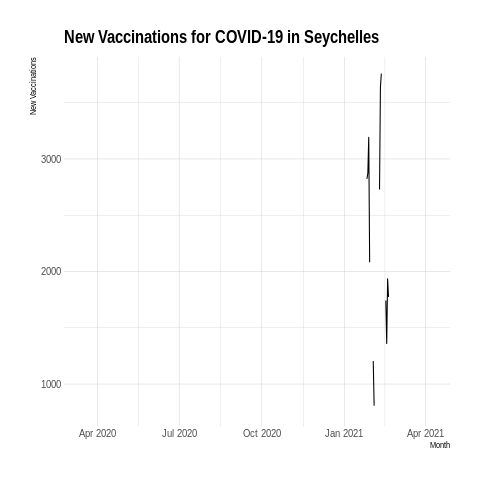 New Vaccinations for COVID-19 in Seychelles
New Vaccinations
3000
2000
1000
Apr 2020 Jul 2020 Oct 2020 Jan 2021 Apr 2021
Month